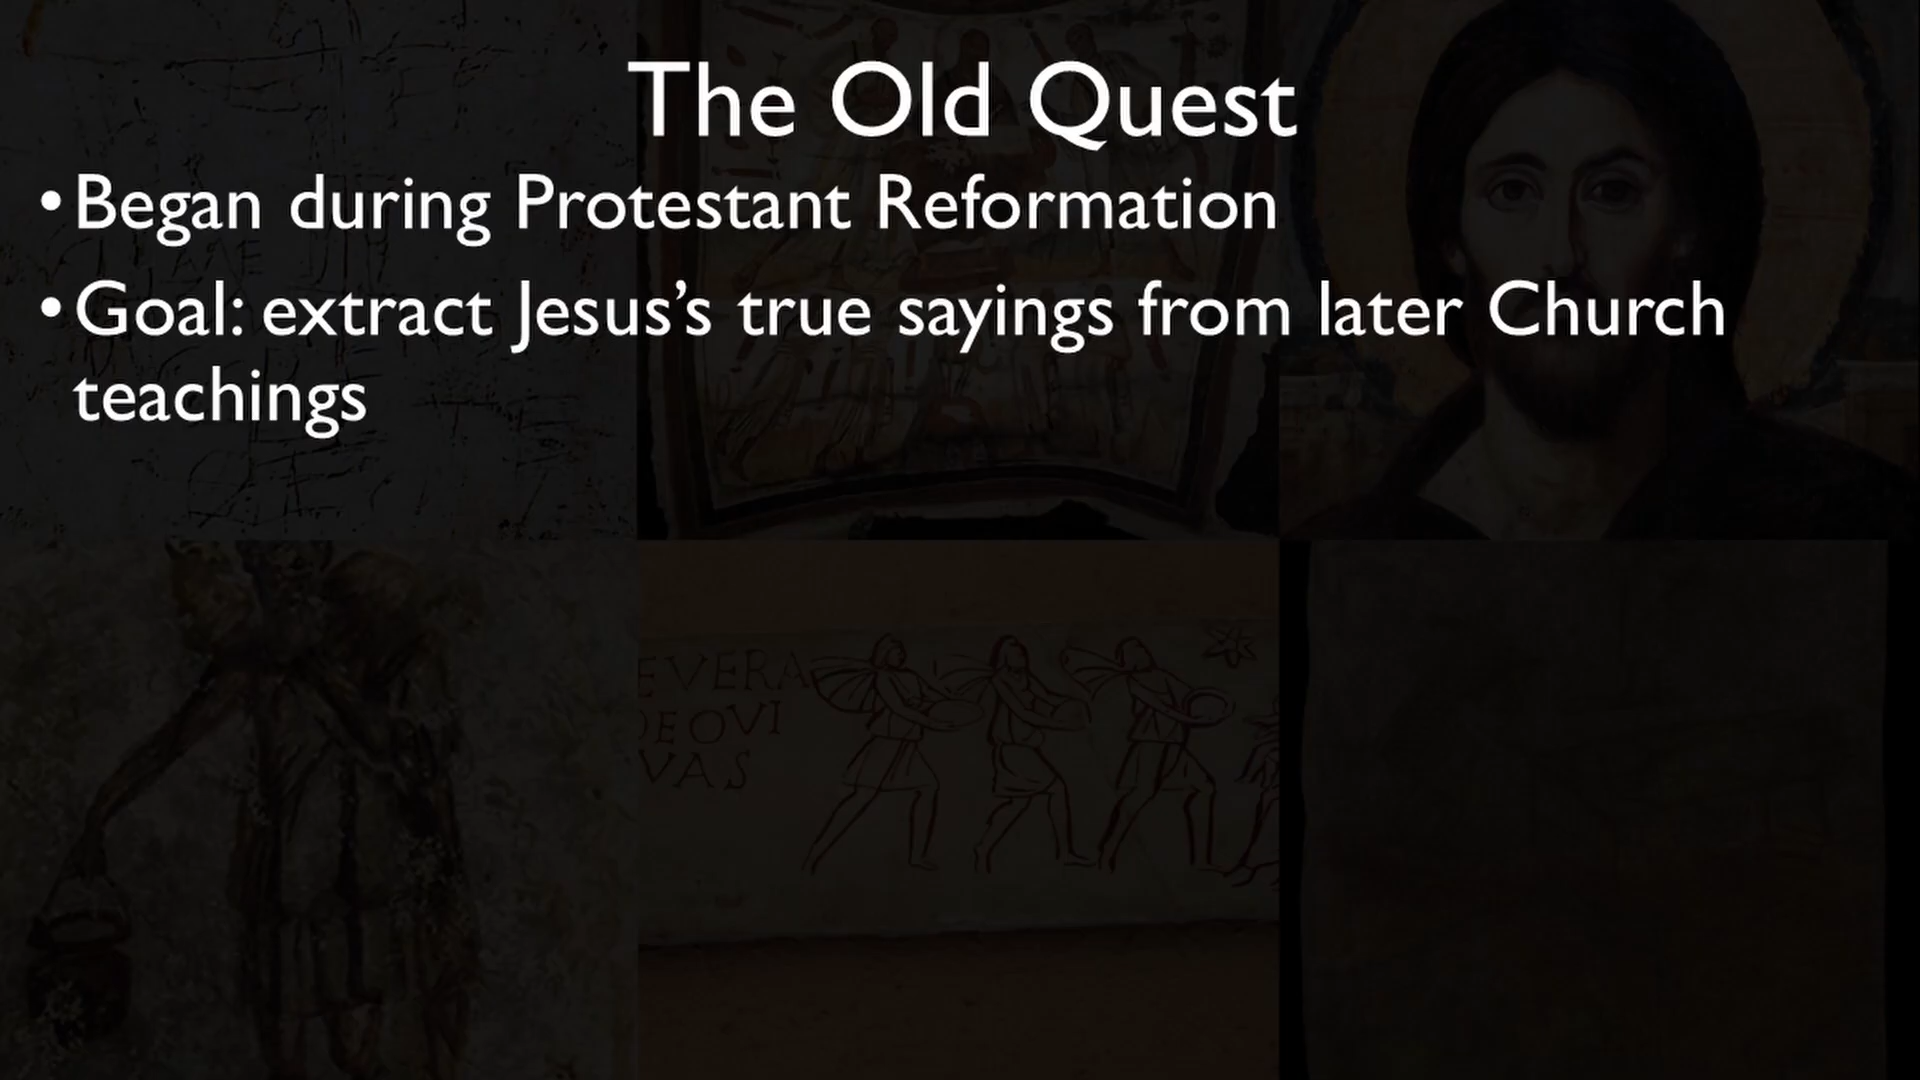 The Old Quest
•Began during Protestant Reformation
•Goal: extract Jesus’s true sayings from later Church
teachings
EVERA
DEOVI
VAS